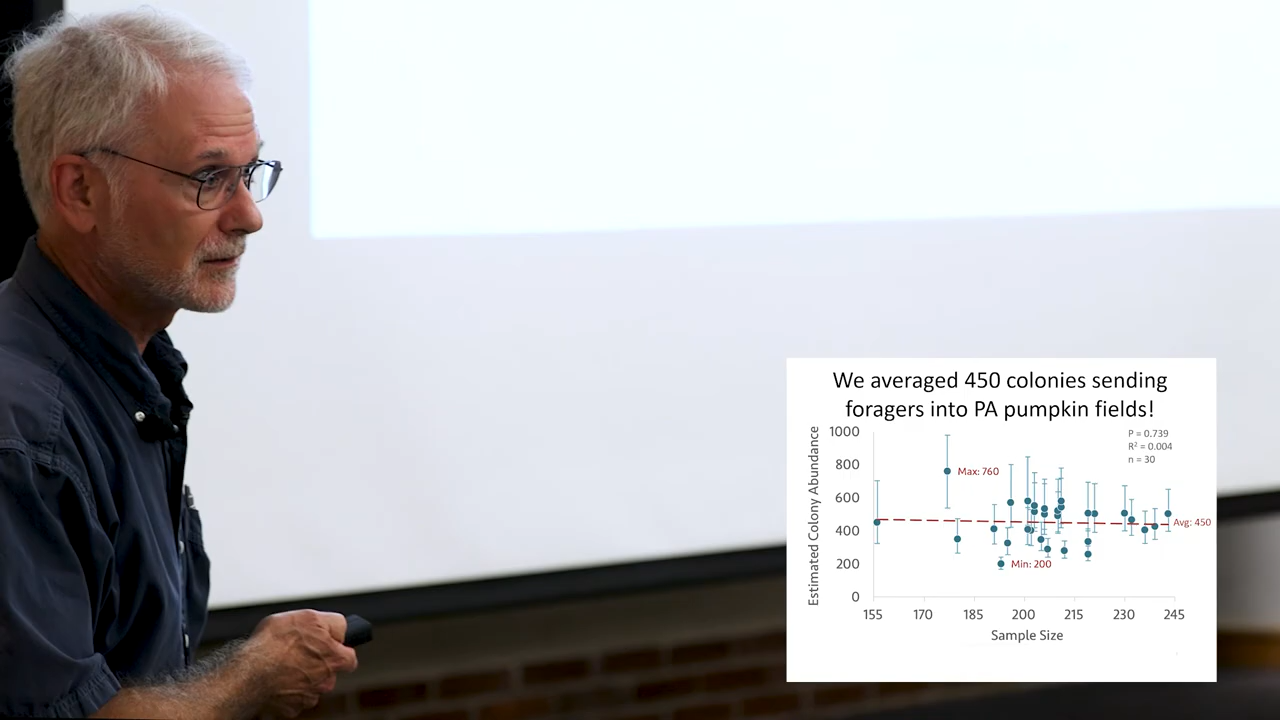 We averaged 450 colonies sending
foragers into PA pumpkin fields!
Estimated Colony Abundance
1000
800
600
400
200
0
P = 0.739
R² = 0.004
n = 30
Max: 760
Avg: 450
Min: 200
155 170 185 200 215 230 245
Sample Size